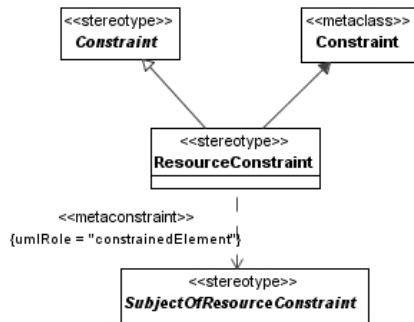 <<stereotype>>
Constraint
<<metaclass>>
Constraint
<<stereotype>>
ResourceConstraint
<<metaconstraint>>
{umlRole = "constrainedElement"}
<<stereotype>>
SubjectOfResourceConstraint